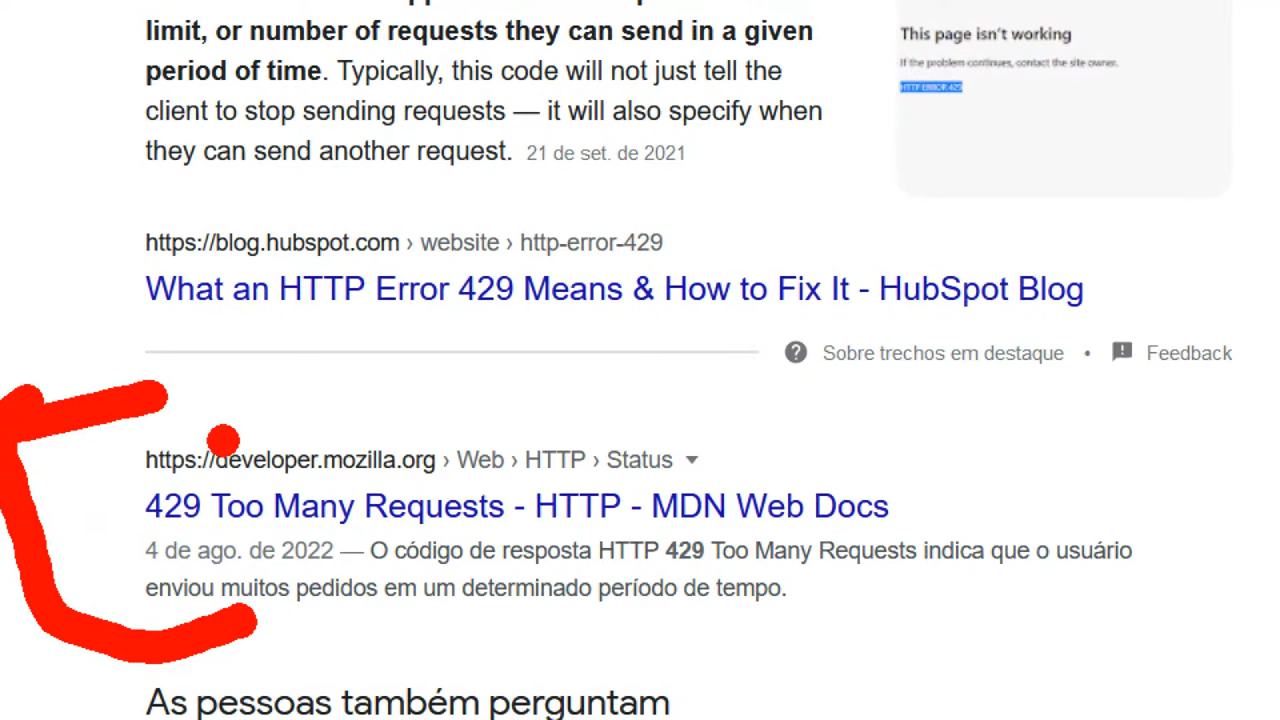 limit, or number of requests they can send in a given
period of time. Typically, this code will not just tell the
client to stop sending requests — it will also specify when
they can send another request. 21 de set. de 2021
This page isn't working
If the problem continues, contact the site owner.
HTTP ERROR 429
https://blog.hubspot.com › website › http-error-429
What an HTTP Error 429 Means & How to Fix It - HubSpot Blog
Sobre trechos em destaque • Feedback
https://developer.mozilla.org › Web › HTTP › Status
429 Too Many Requests - HTTP - MDN Web Docs
4 de ago. de 2022 — O código de resposta HTTP 429 Too Many Requests indica que o usuário
enviou muitos pedidos em um determinado período de tempo.
As pessoas também perguntam